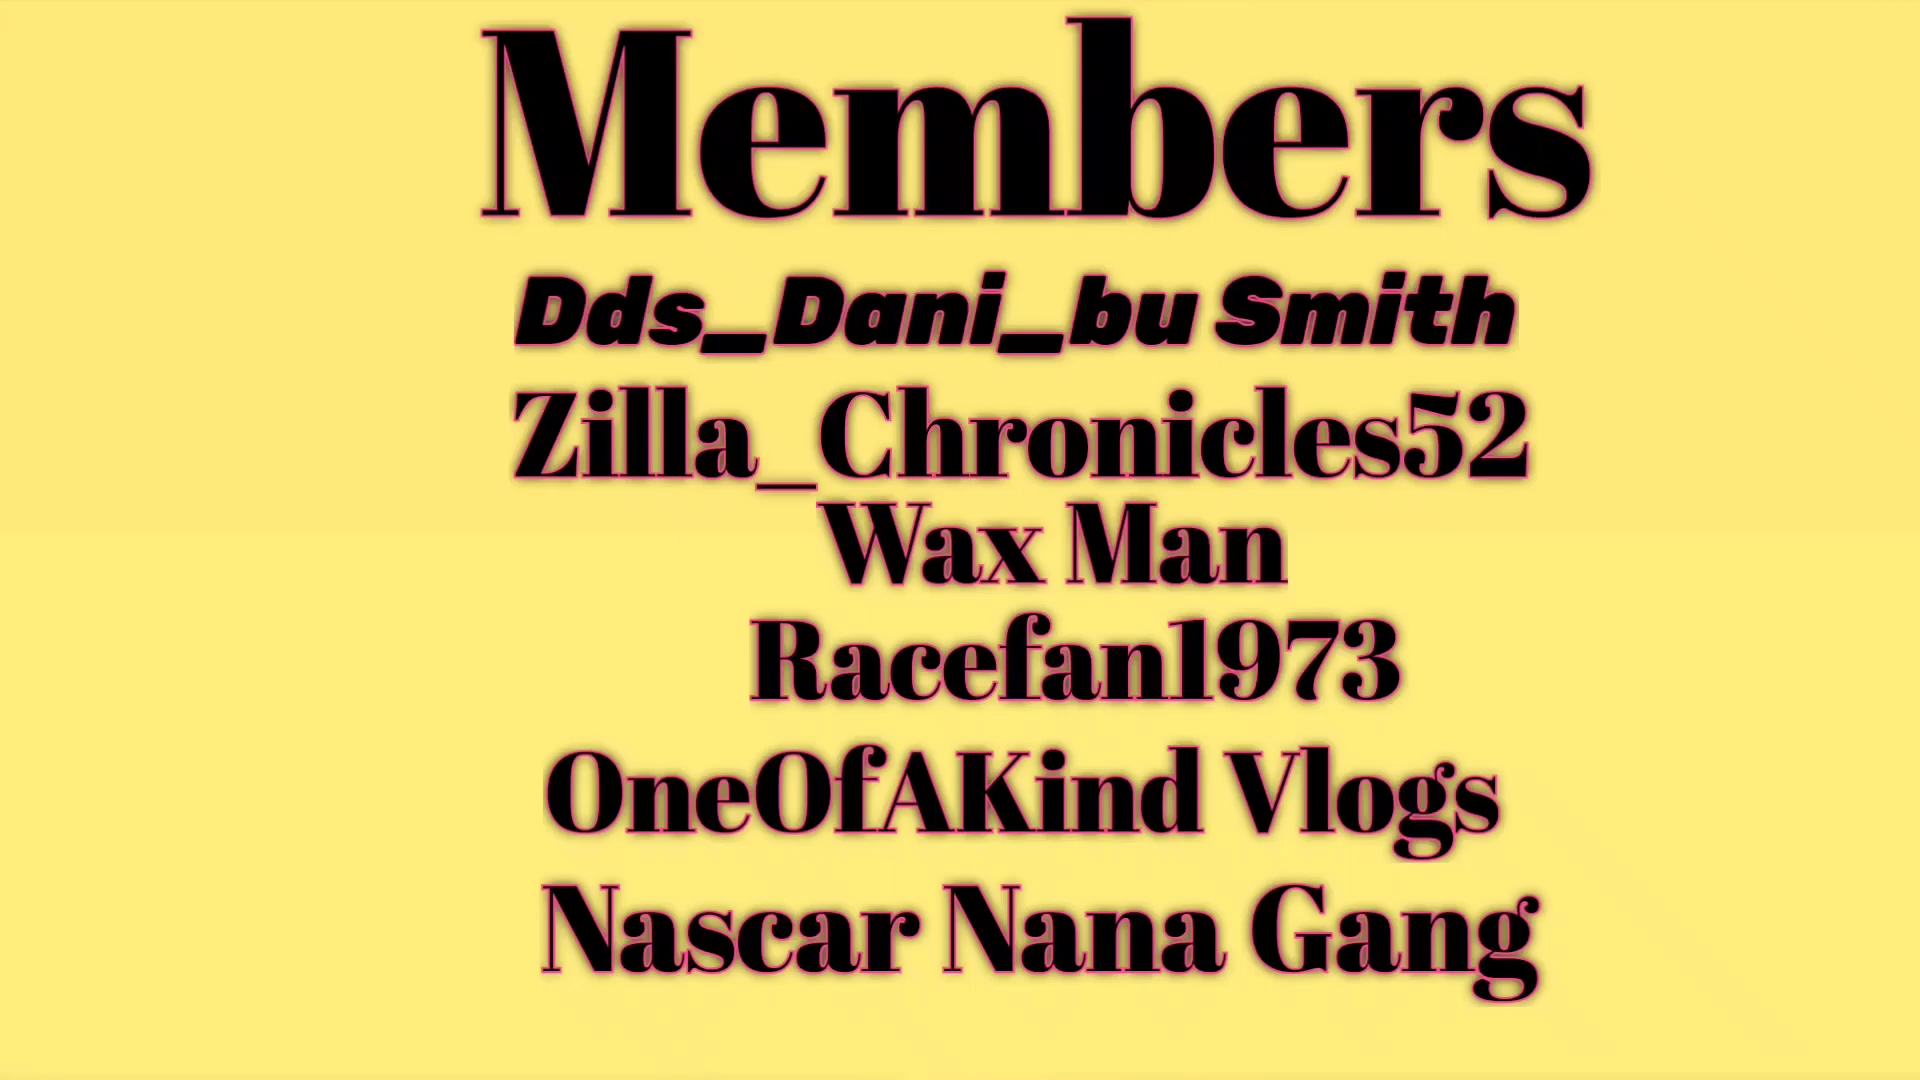 Members
Dds_Dani_bu Smith
Zilla_Chronicles52
Wax Man
Racefan1973
OneOfAKind Vlogs
Nascar Nana Gang